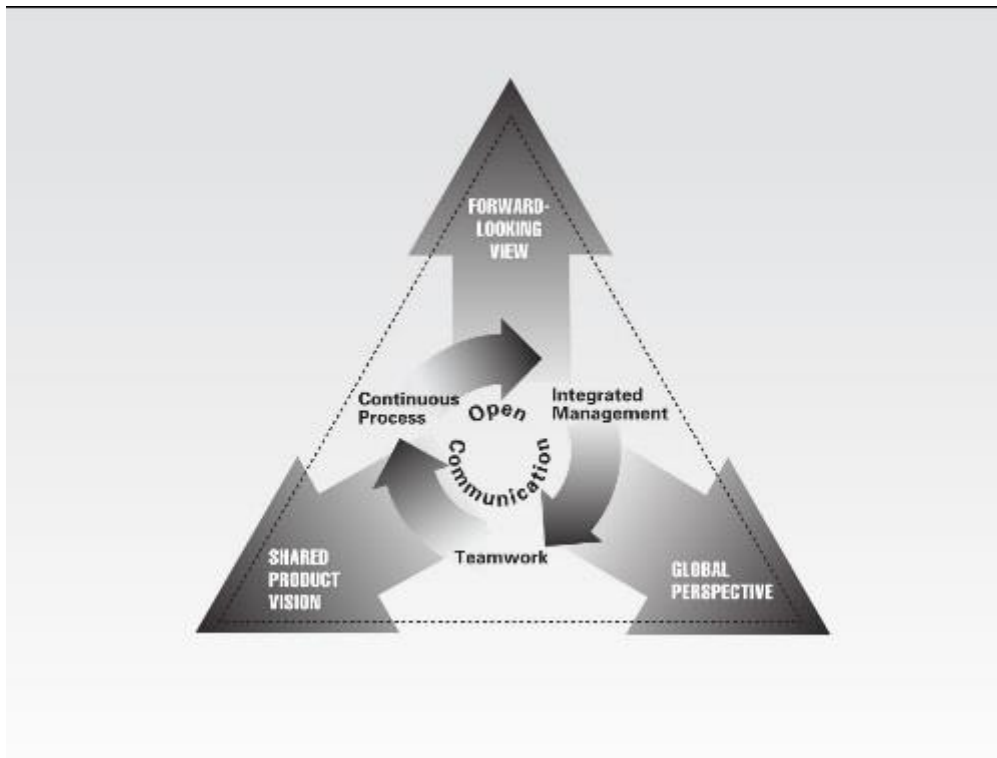 FORWARD-
LOOKING
VIEW
Continuous
Process
Open
Communication
Integrated
Management
Teamwork
SHARED
PRODUCT
VISION
GLOBAL
PERSPECTIVE